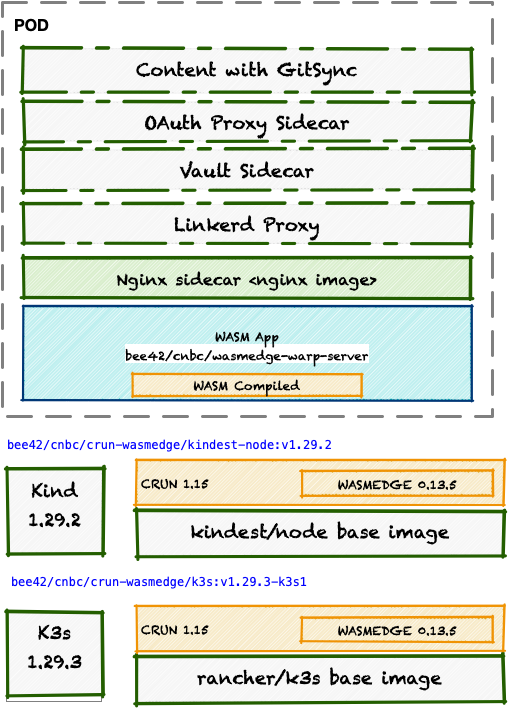 POD
Content with GitSync
OAuth Proxy Sidecar
Vault Sidecar
Linkerd Proxy
Nginx sidecar <nginx image>
WASM App
bee42/cnbc/wasmedge-warp-server
WASM Compiled
bee42/cnbc/crun-wasmedge/kindest-node:v1.29.2
Kind
1.29.2
CRUN 1.15
WASMEDGE 0.13.5
kindest/node base image
bee42/cnbc/crun-wasmedge/k3s:v1.29.3-k3s1
K3s
1.29.3
CRUN 1.15
WASMEDGE 0.13.5
rancher/k3s base image